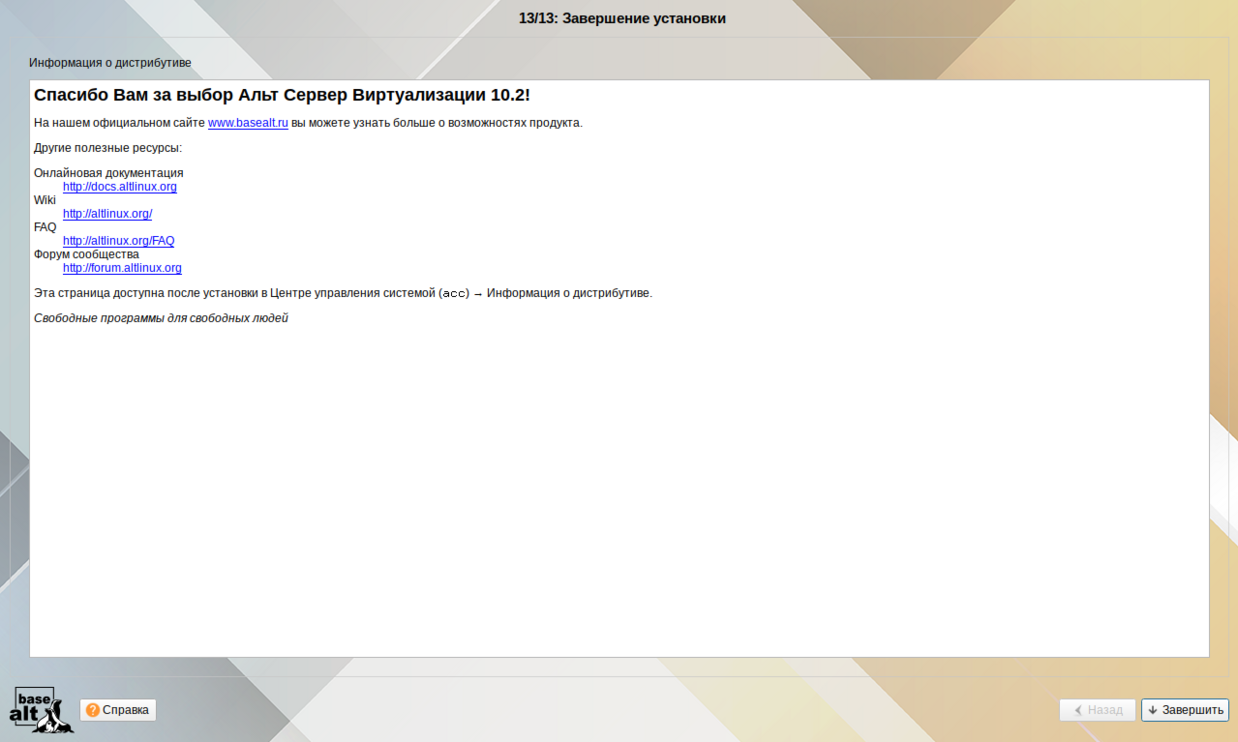 13/13: Завершение установки
Информация о дистрибутиве
Спасибо Вам за выбор Альт Сервер Виртуализации 10.2!
На нашем официальном сайте www.basealt.ru вы можете узнать больше о возможностях продукта.
Другие полезные ресурсы:
Онлайновая документация
http://docs.altlinux.org
Wiki
http://altlinux.org/
FAQ
http://altlinux.org/FAQ
Форум сообщества
http://forum.altlinux.org
Эта страница доступна после установки в Центре управления системой (acc) → Информация о дистрибутиве.
Свободные программы для свободных людей
base
alt
Справка
Назад
Завершить